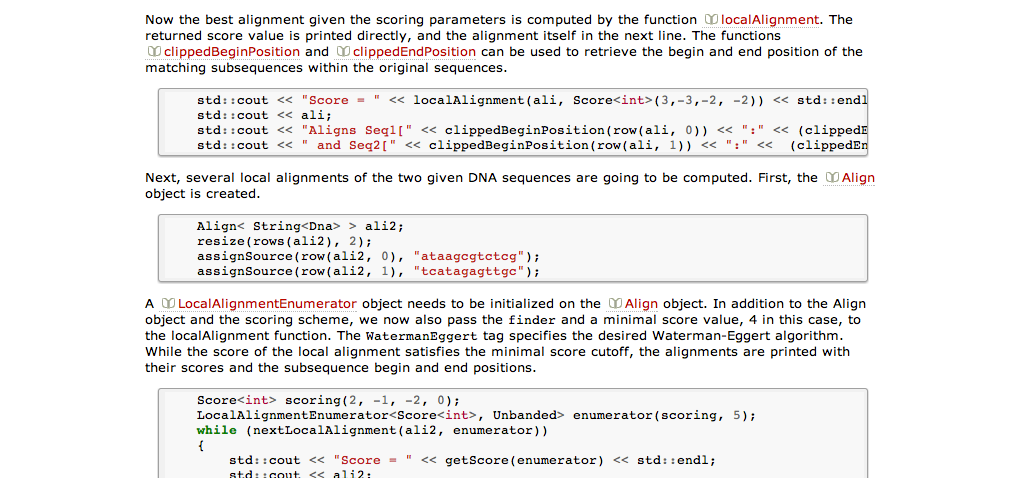 Now the best alignment given the scoring parameters is computed by the function localAlignment. The
returned score value is printed directly, and the alignment itself in the next line. The functions
clippedBeginPosition and clippedEndPosition can be used to retrieve the begin and end position of the
matching subsequences within the original sequences.
std::cout << "Score = " << localAlignment(ali, Score<int>(3,-3,-2, -2)) << std::endl
std::cout << ali;
std::cout << "Aligns Seq1[" << clippedBeginPosition(row(ali, 0)) << ":" << (clippedE
std::cout << " and Seq2[" << clippedBeginPosition(row(ali, 1)) << ":" << (clippedEn
Next, several local alignments of the two given DNA sequences are going to be computed. First, the Align
object is created.
Align< String<Dna> > ali2;
resize(rows(ali2), 2);
assignSource(row(ali2, 0), "ataagcgtctcg");
assignSource(row(ali2, 1), "tcatagagttgc");
A LocalAlignmentEnumerator object needs to be initialized on the Align object. In addition to the Align
object and the scoring scheme, we now also pass the finder and a minimal score value, 4 in this case, to
the localAlignment function. The WatermanEggert tag specifies the desired Waterman-Eggert algorithm.
While the score of the local alignment satisfies the minimal score cutoff, the alignments are printed with
their scores and the subsequence begin and end positions.
Score<int> scoring(2, -1, -2, 0);
LocalAlignmentEnumerator<Score<int>, Unbanded> enumerator(scoring, 5);
while (nextLocalAlignment(ali2, enumerator))
{
std::cout << "Score = " << getScore(enumerator) << std::endl;
std::cout << ali2;